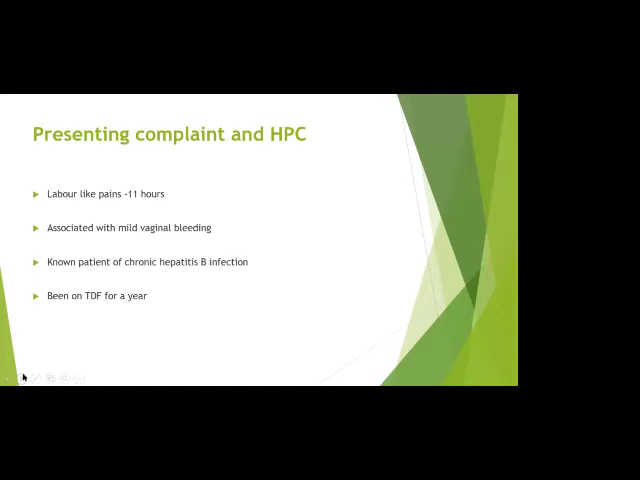 Presenting complaint and HPC
Labour like pains -11 hours
Associated with mild vaginal bleeding
Known patient of chronic hepatitis B infection
Been on TDF for a year